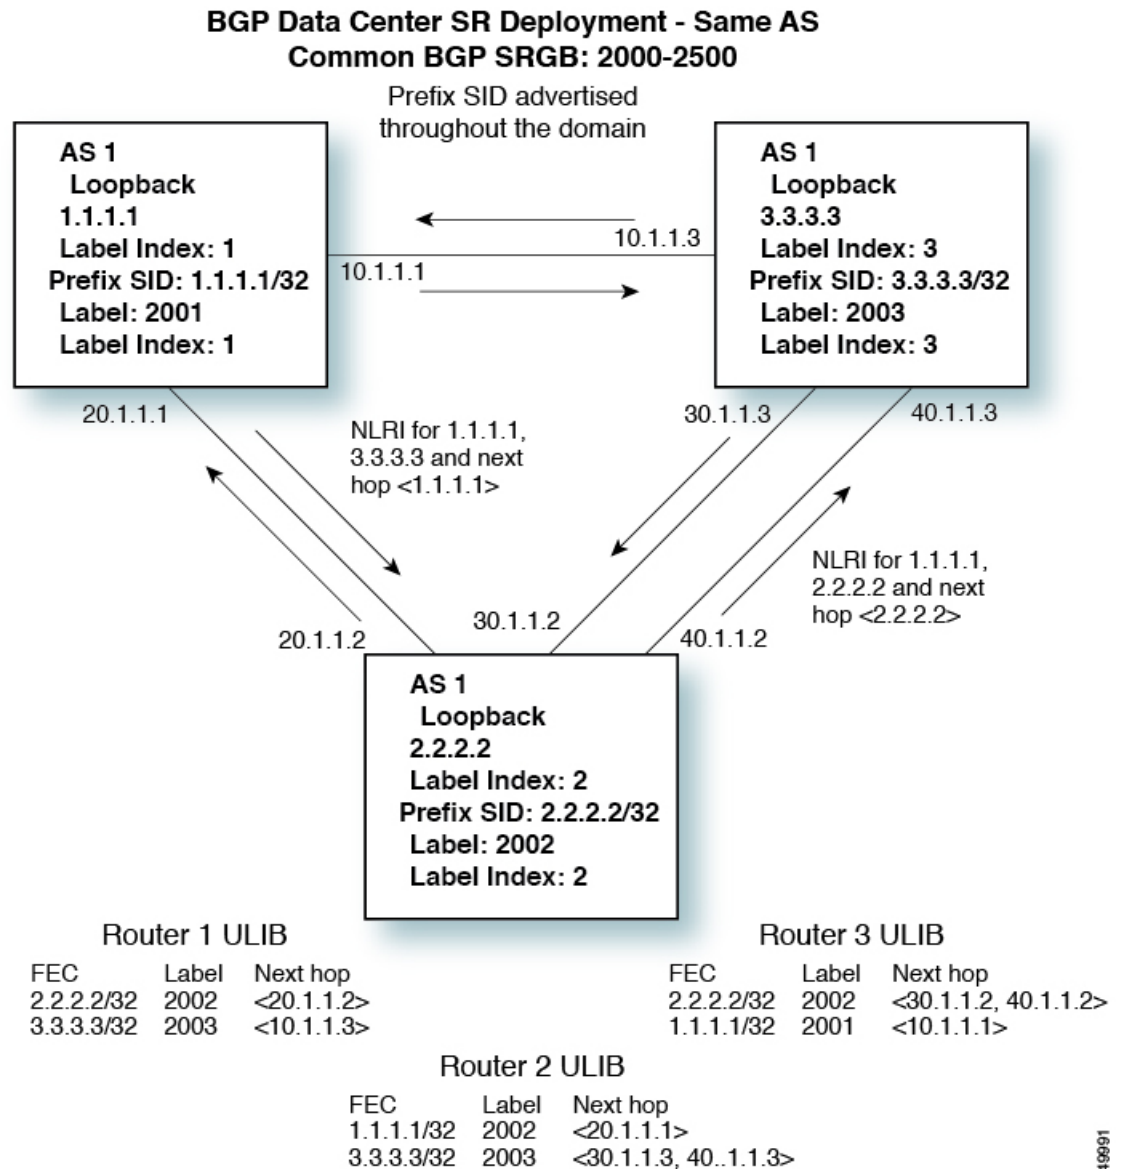 BGP Data Center SR Deployment - Same AS
Common BGP SRGB: 2000-2500
Prefix SID advertised
throughout the domain
AS 1
Loopback
1.1.1.1
Label Index: 1
Prefix SID: 1.1.1.1/32
Label: 2001
Label Index: 1
AS 1
Loopback
3.3.3.3
Label Index: 3
Prefix SID: 3.3.3.3/32
Label: 2003
Label Index: 3
10.1.1.3
10.1.1.1
20.1.1.1
30.1.1.3
40.1.1.3
NLRI for 1.1.1.1,
3.3.3.3 and next
hop <1.1.1.1>
NLRI for 1.1.1.1,
2.2.2.2 and next
hop <2.2.2.2>
20.1.1.2
30.1.1.2
40.1.1.2
AS 1
Loopback
2.2.2.2
Label Index: 2
Prefix SID: 2.2.2.2/32
Label: 2002
Label Index: 2
Router 1 ULIB
FEC Label Next hop
2.2.2.2/32 2002 <20.1.1.2>
3.3.3.3/32 2003 <10.1.1.3>
Router 3 ULIB
FEC Label Next hop
2.2.2.2/32 2002 <30.1.1.2, 40.1.1.2>
1.1.1.1/32 2001 <10.1.1.1>
Router 2 ULIB
FEC Label Next hop
1.1.1.1/32 2002 <20.1.1.1>
3.3.3.3/32 2003 <30.1.1.3, 40..1.1.3>